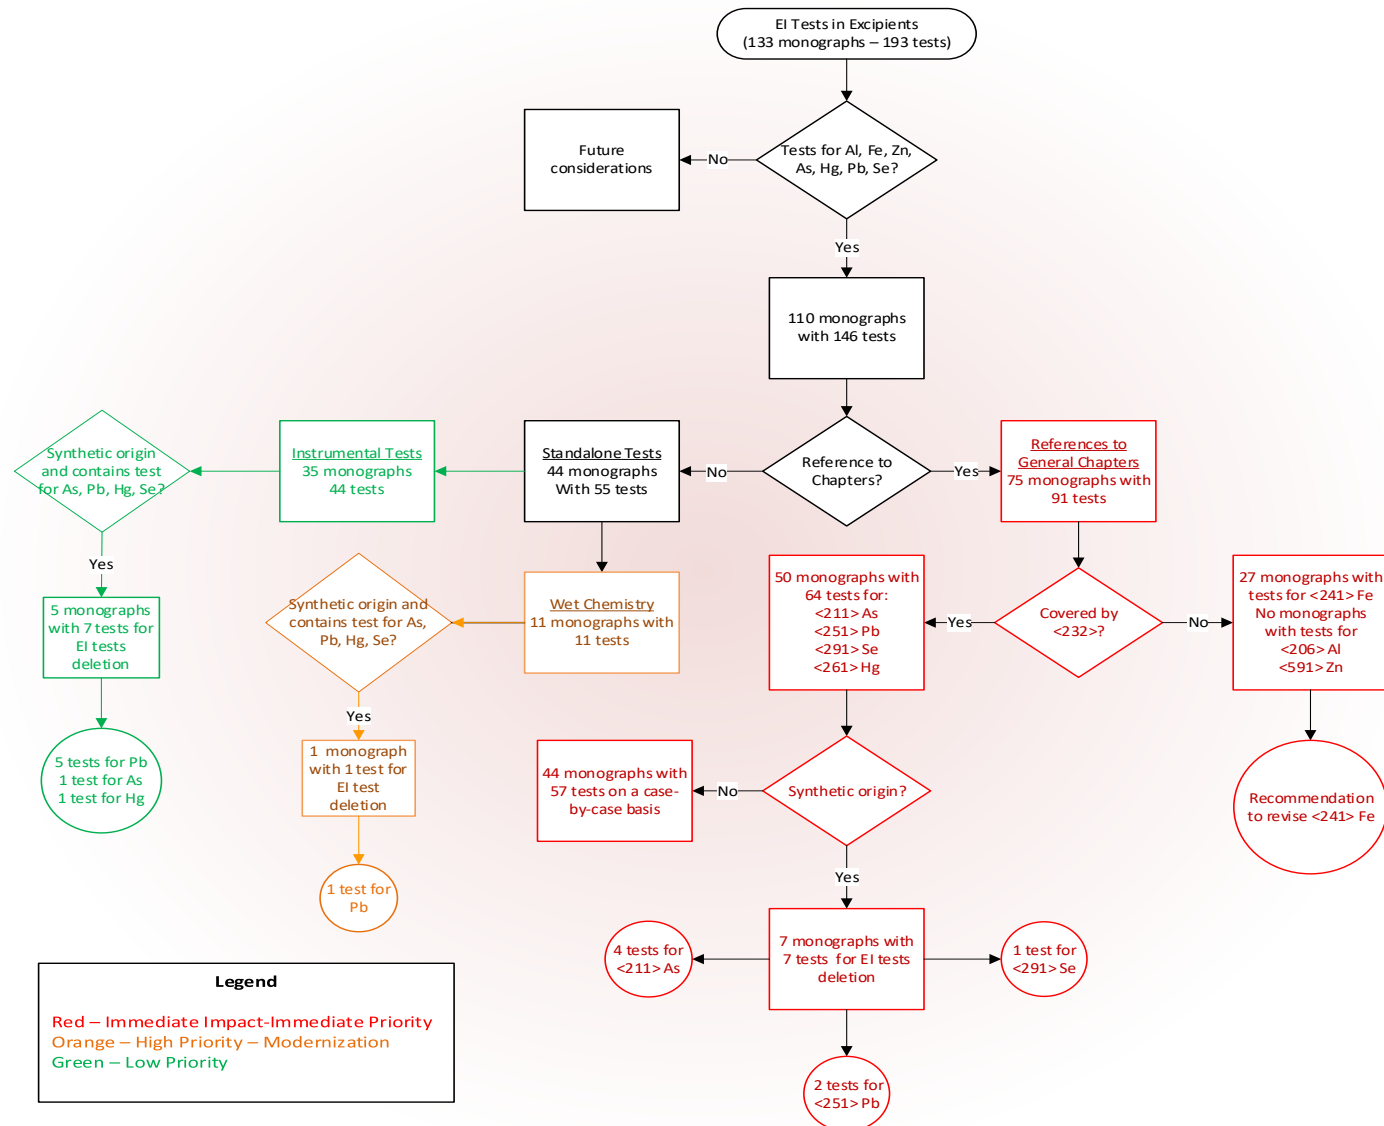 EI Tests in Excipients
(133 monographs – 193 tests)
Tests for Al, Fe, Zn,
As, Hg, Pb, Se?
No
Future
considerations
Yes
110 monographs
with 146 tests
Reference to
Chapters?
No
Yes
Standalone Tests
44 monographs
With 55 tests
Instrumental Tests
35 monographs
44 tests
Synthetic origin
and contains test
for As, Pb, Hg, Se?
Yes
5 monographs
with 7 tests for
EI tests
deletion
5 tests for Pb
1 test for As
1 test for Hg
Wet Chemistry
11 monographs with
11 tests
Synthetic origin and
contains test for As,
Pb, Hg, Se?
Yes
1 monograph
with 1 test for
EI test
deletion
1 test for
Pb
References to
General Chapters
75 monographs with
91 tests
Covered by
<232>?
Yes
No
50 monographs with
64 tests for:
<211> As
<251> Pb
<291> Se
<261> Hg
27 monographs with
tests for <241> Fe
No monographs
with tests for
<206> Al
<591> Zn
Recommendation
to revise <241> Fe
Synthetic origin?
No
44 monographs with
57 tests on a case-
by-case basis
Yes
7 monographs with
7 tests for EI tests
deletion
4 tests for
<211> As
1 test for
<291> Se
2 tests for
<251> Pb
Legend
Red – Immediate Impact-Immediate Priority
Orange – High Priority – Modernization
Green – Low Priority